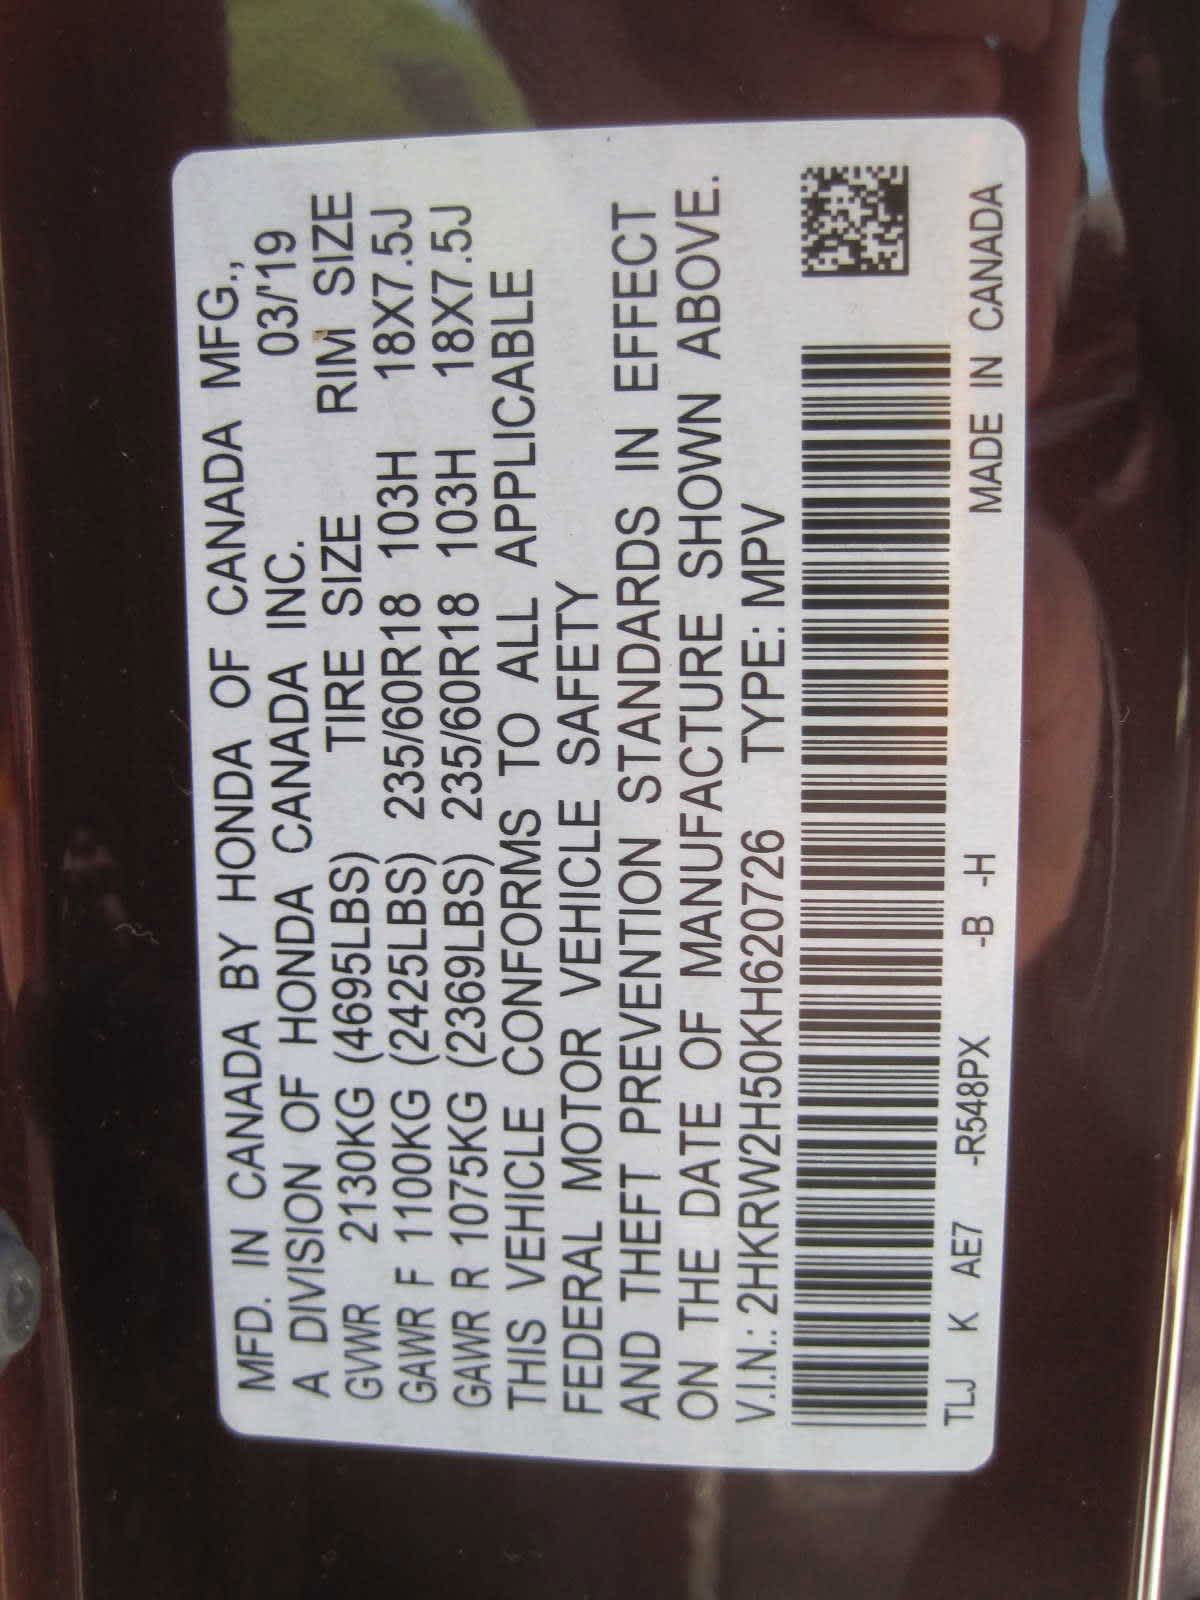 MFD. IN CANADA BY HONDA OF CANADA MFG.,
A DIVISION OF HONDA CANADA INC. 03/'19
GVWR 2130KG (4695LBS) TIRE SIZE RIM SIZE
GAWR F 1100KG (2425LBS) 235/60R18 103H 18X7.5J
GAWR R 1075KG (2369LBS) 235/60R18 103H 18X7.5J
THIS VEHICLE CONFORMS TO ALL APPLICABLE
FEDERAL MOTOR VEHICLE SAFETY
AND THEFT PREVENTION STANDARDS IN EFFECT
ON THE DATE OF MANUFACTURE SHOWN ABOVE.
V.I.N.: 2HKRW2H50KH620726 TYPE: MPV
TLJ K AE7 -R548PX -B -H MADE IN CANADA